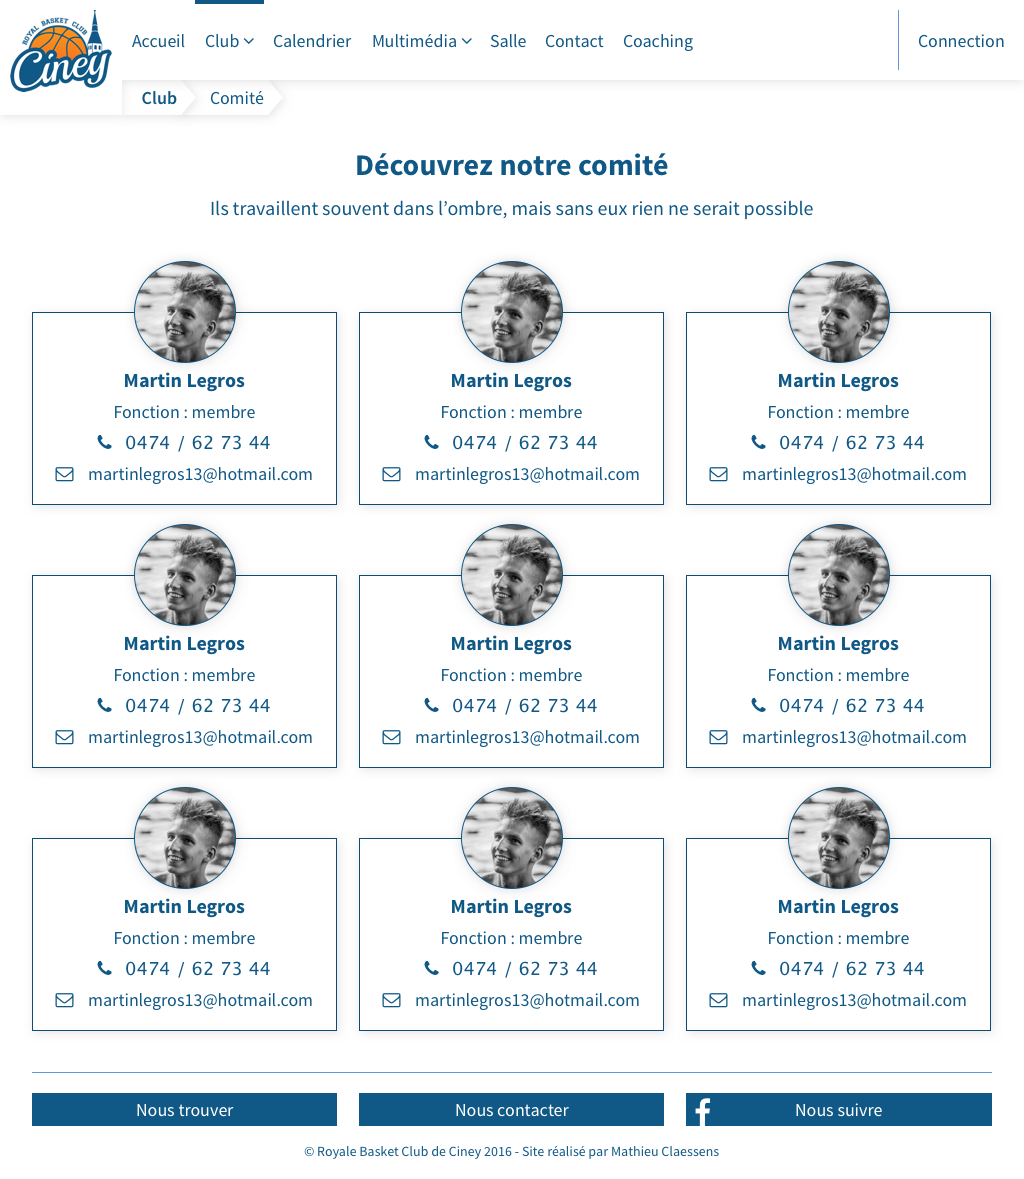 ROYAL BASKET CLUB
Ciney
Accueil Club Calendrier Multimédia Salle Contact Coaching Connection
Club Comité
Découvrez notre comité
Ils travaillent souvent dans l’ombre, mais sans eux rien ne serait possible
Martin Legros Martin Legros Martin Legros
Fonction : membre Fonction : membre Fonction : membre
0474 / 62 73 44 0474 / 62 73 44 0474 / 62 73 44
martinlegros13@hotmail.com martinlegros13@hotmail.com martinlegros13@hotmail.com
Martin Legros Martin Legros Martin Legros
Fonction : membre Fonction : membre Fonction : membre
0474 / 62 73 44 0474 / 62 73 44 0474 / 62 73 44
martinlegros13@hotmail.com martinlegros13@hotmail.com martinlegros13@hotmail.com
Martin Legros Martin Legros Martin Legros
Fonction : membre Fonction : membre Fonction : membre
0474 / 62 73 44 0474 / 62 73 44 0474 / 62 73 44
martinlegros13@hotmail.com martinlegros13@hotmail.com martinlegros13@hotmail.com
Nous trouver Nous contacter Nous suivre
© Royale Basket Club de Ciney 2016 - Site réalisé par Mathieu Claessens